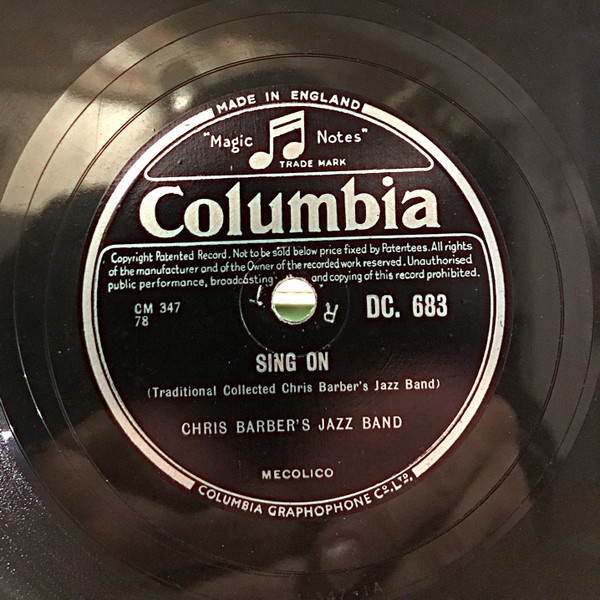 MADE IN ENGLAND
"Magic Notes"
TRADE MARK
Columbia
Copyright Patented Record. Not to be sold below price fixed by Patentees. All rights
of the manufacturer and of the Owner of the recorded work reserved. Unauthorised
public performance, broadcasting and copying of this record prohibited.
CM 347
78
DC. 683
R
SING ON
(Traditional Collected Chris Barber's Jazz Band)
CHRIS BARBER'S JAZZ BAND
MECOLICO
COLUMBIA GRAPHOPHONE Co., LTD.